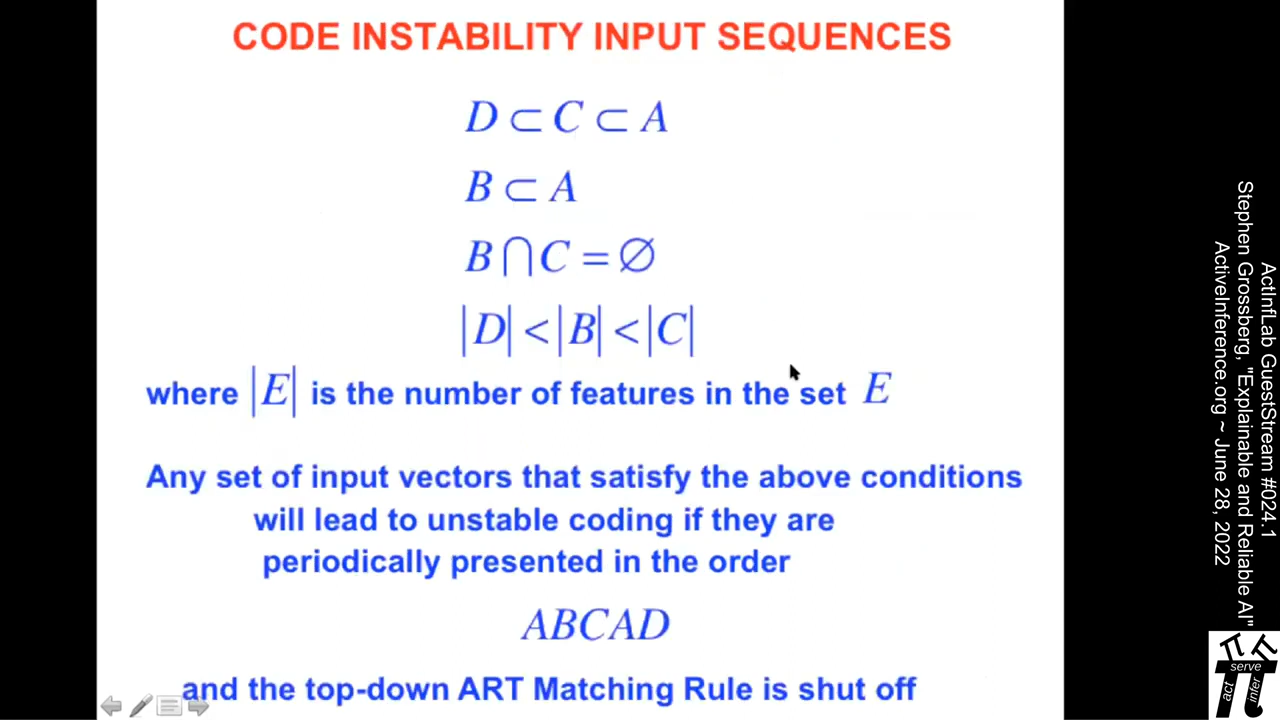 CODE INSTABILITY INPUT SEQUENCES
D ⊂ C ⊂ A
B ⊂ A
B ⋂ C = ∅
|D| < |B| < |C|
where |E| is the number of features in the set E
Any set of input vectors that satisfy the above conditions
will lead to unstable coding if they are
periodically presented in the order
ABCAD
and the top-down ART Matching Rule is shut off
ActInfLab GuestStream #024.1
Stephen Grossberg, "Explainable and Reliable AI"
ActiveInference.org ~ June 28, 2022
serve
act
infer